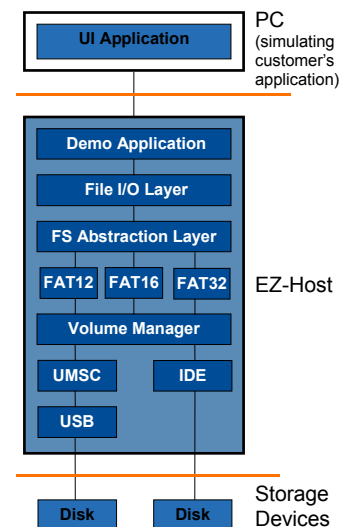 PC
UI Application
(simulating
customer's
application)
Demo Application
File I/O Layer
FS Abstraction Layer
FAT12 FAT16 FAT32
EZ-Host
Volume Manager
UMSC IDE
USB
Storage
Devices
Disk Disk